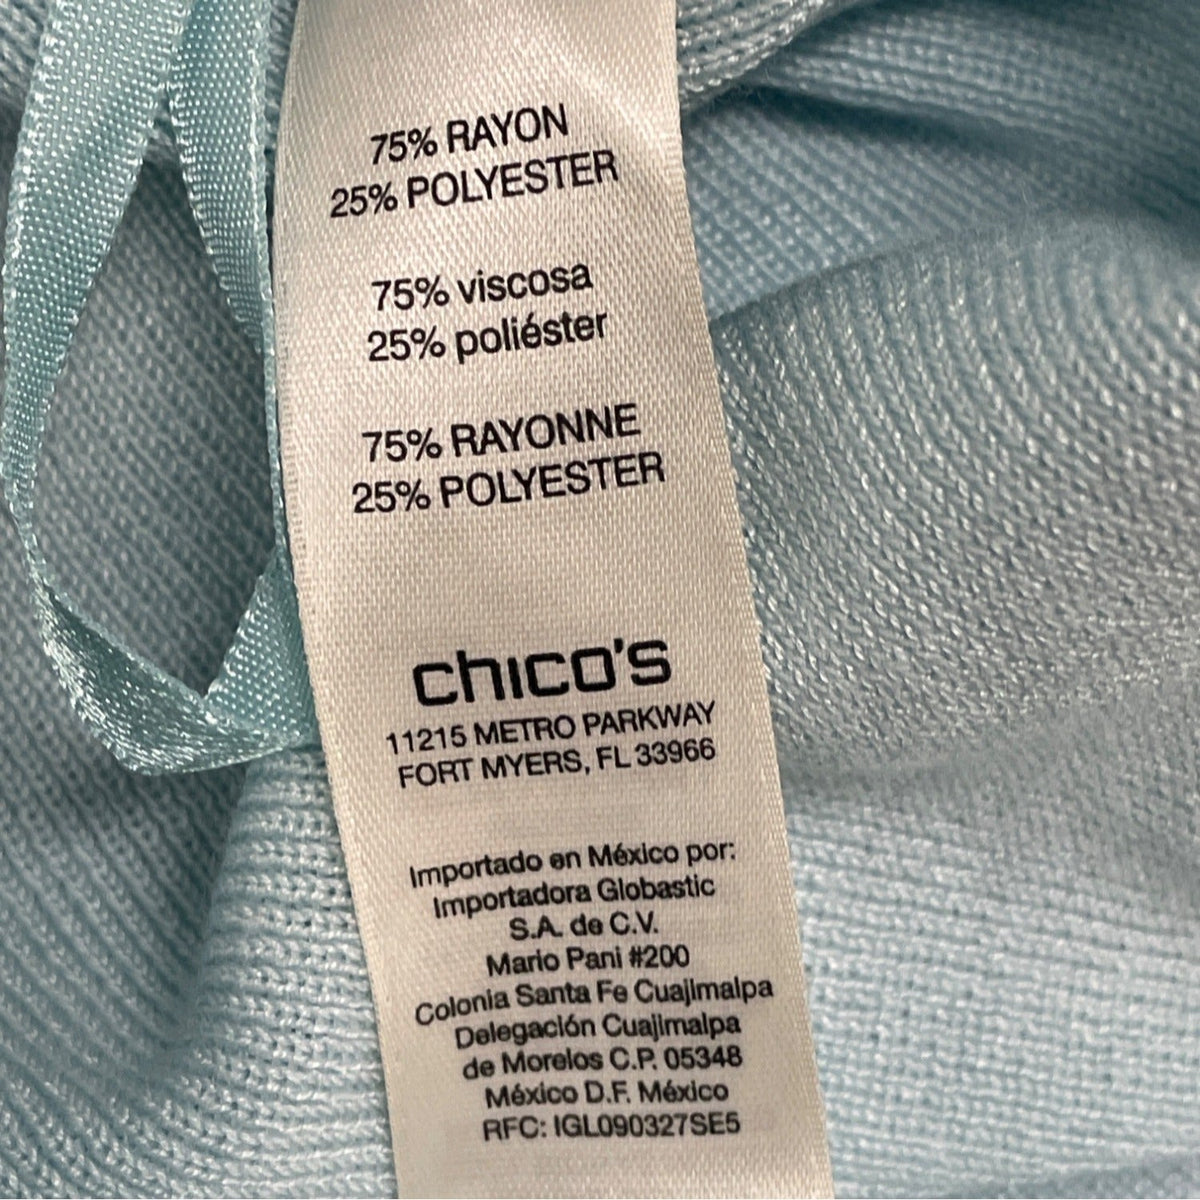 75% RAYON
25% POLYESTER
75% viscosa
25% poliéster
75% RAYONNE
25% POLYESTER
chico's
11215 METRO PARKWAY
FORT MYERS, FL 33966
Importado en México por:
Importadora Globastic
S.A. de C.V.
Mario Pani #200
Colonia Santa Fe Cuajimalpa
Delegación Cuajimalpa
de Morelos C.P. 05348
México D.F. México
RFC: IGL090327SE5